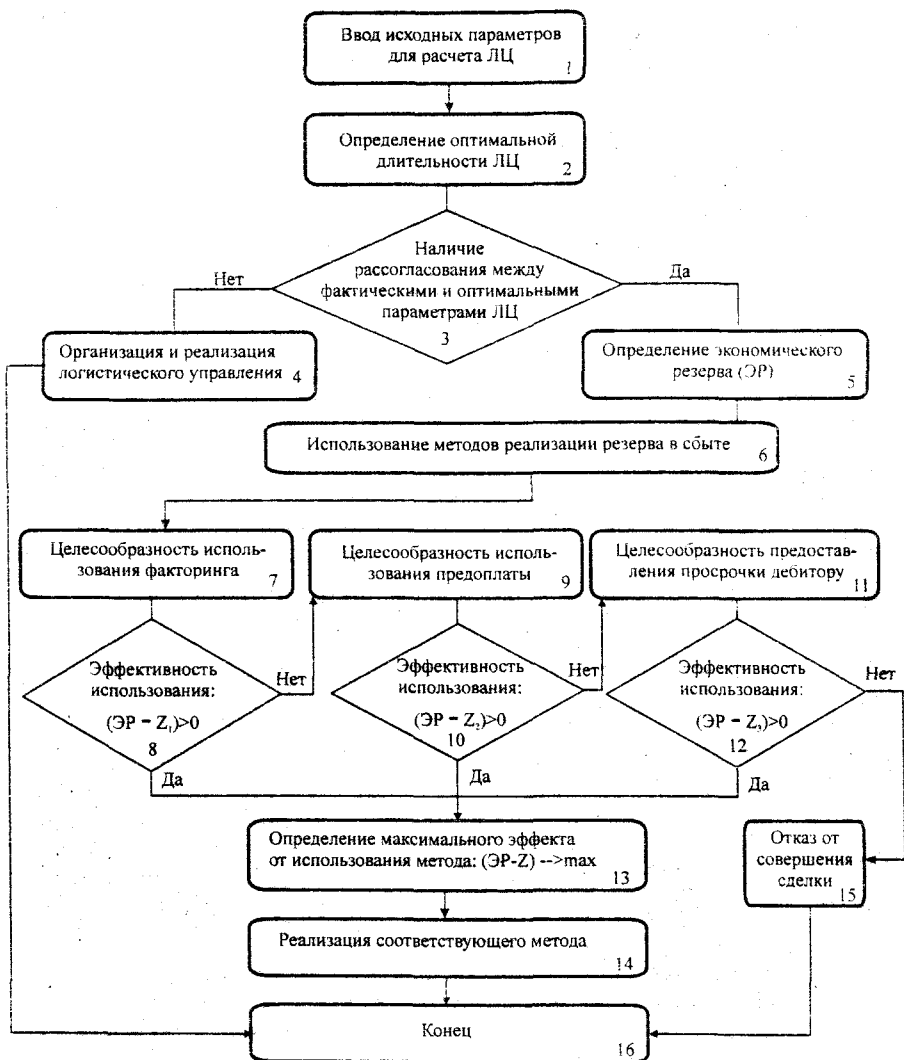 Ввод исходных параметров
для расчета ЛЦ
1
Определение оптимальной
длительности ЛЦ
2
Наличие
рассогласования между
фактическими и оптимальными
параметрами ЛЦ
3
Нет
Да
Организация и реализация
логистического управления
4
Определение экономического
резерва (ЭР)
5
Использование методов реализации резерва в сбыте
6
Целесообразность исполь-
зования факторинга
7
Целесообразность исполь-
зования предоплаты
9
Целесообразность предостав-
ления просрочки дебитору
11
Эффективность
использования:
(ЭР - Z₁)>0
8
Нет
Да
Эффективность
использования:
(ЭР - Z₂)>0
10
Нет
Да
Эффективность
использования:
(ЭР - Z₃)>0
12
Нет
Да
Определение максимального эффекта
от использования метода: (ЭР-Z) -->max
13
Отказ от
совершения
сделки
15
Реализация соответствующего метода
14
Конец
16